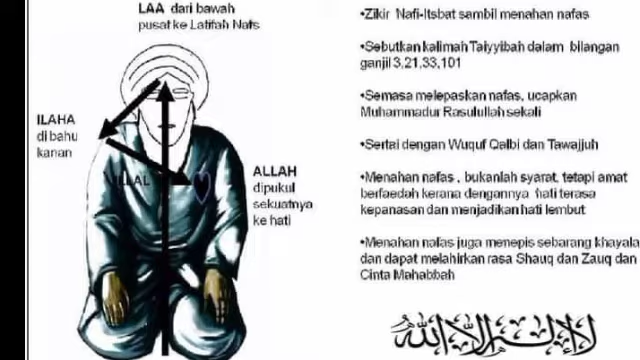 LAA dari bawah
pusat ke Latifah Nafs
ILAHA
di bahu
kanan
ILLAL
ALLAH
dipukul
sekuatnya
ke hati
•Zikir Nafi-Itsbat sambil menahan nafas
•Sebutkan kalimah Taiyyibah dalam bilangan
ganjil 3,21,33,101
•Semasa melepaskan nafas, ucapkan
Muhammadur Rasulullah sekali
•Sertai dengan Wuquf Qalbi dan Tawajjuh
•Menahan nafas , bukanlah syarat, tetapi amat
berfaedah kerana dengannya hati terasa
kepanasan dan menjadikan hati lembut
•Menahan nafas juga menepis sebarang khayala
dan dapat melahirkan rasa Shauq dan Zauq dan
Cinta Mahabbah
لا إله إلا الله